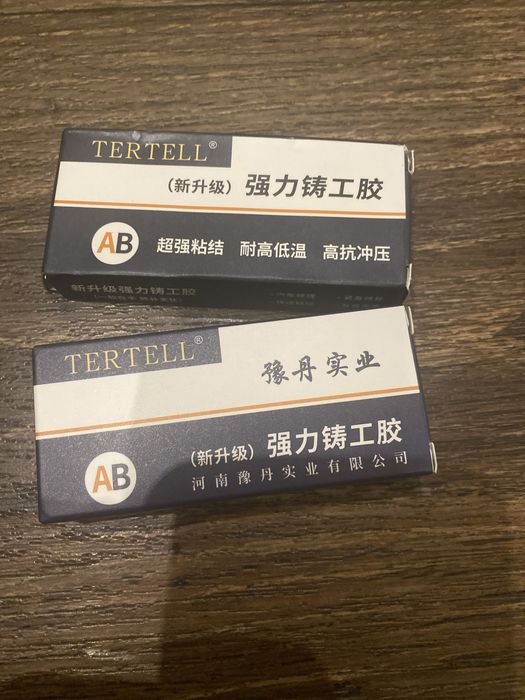 TERTELL®
（新升级）强力铸工胶
AB 超强粘结 耐高低温 高抗冲压
新升级强力铸工胶
TERTELL®
豫丹实业
AB （新升级）强力铸工胶
河南豫丹实业有限公司